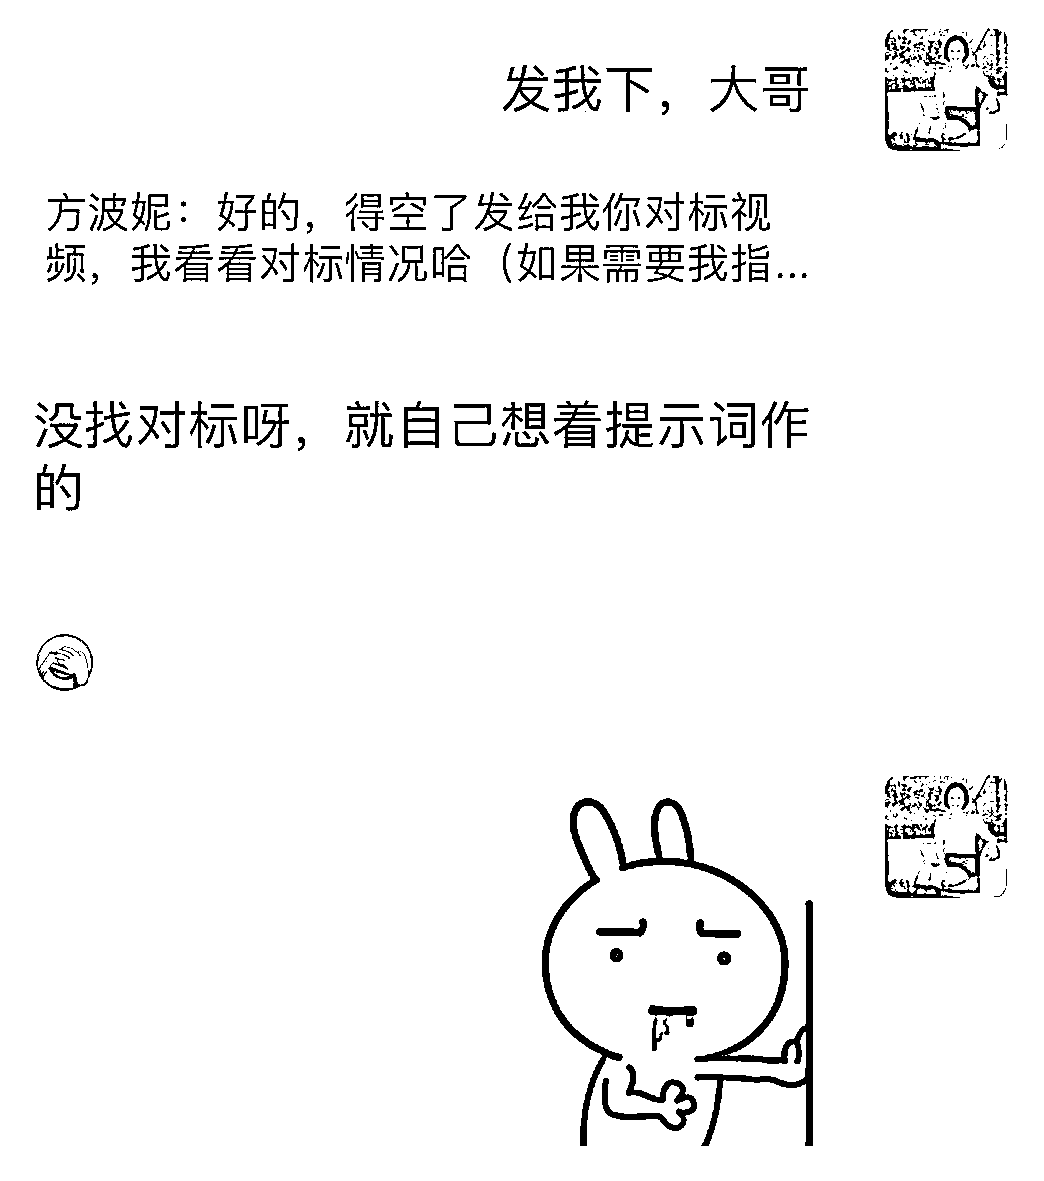 发我下，大哥
方波妮：好的，得空了发给我你对标视
频，我看看对标情况哈（如果需要我指...
没找对标呀，就自己想着提示词作
的